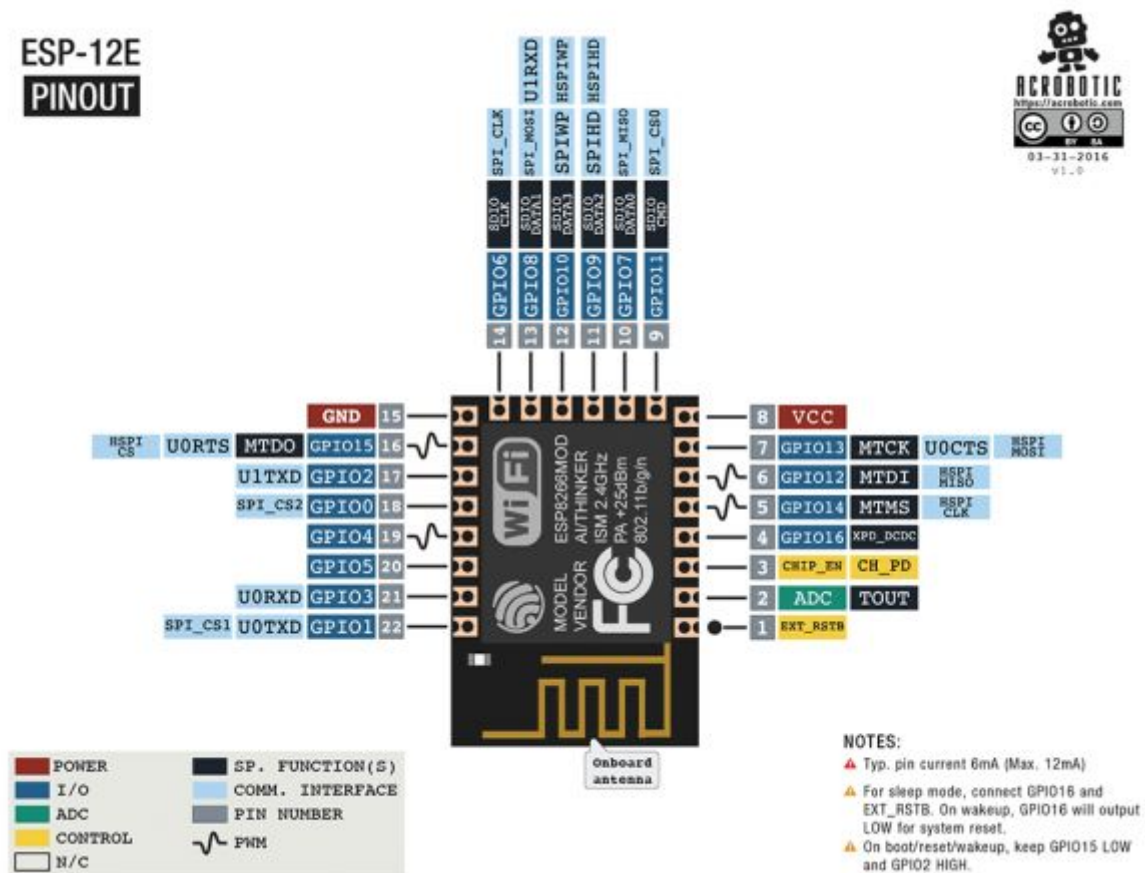 ESP-12E
PINOUT
ACROBOTIC
https://acrobotic.com
cc
BY SA
03-31-2016
v1.0
SPI_CLK
SDIO CLK
GPIO6
14
U1RXD
SPI_MOSI
SDIO DATA1
GPIO8
13
HSPIWP
SPIWP
SDIO DATA3
GPIO10
12
HSPIHD
SPIHD
SDIO DATA2
GPIO9
11
SPI_MISO
SDIO DATA0
GPIO7
10
SPI_CS0
SDIO CMD
GPIO11
9
GND 15
HSPI CS U0RTS MTDO GPIO15 16
U1TXD GPIO2 17
SPI_CS2 GPIO0 18
GPIO4 19
GPIO5 20
U0RXD GPIO3 21
SPI_CS1 U0TXD GPIO1 22
8 VCC
7 GPIO13 MTCK U0CTS HSPI MOSI
6 GPIO12 MTDI HSPI MISO
5 GPIO14 MTMS HSPI CLK
4 GPIO16 XPD_DCDC
3 CHIP_EN CH_PD
2 ADC TOUT
1 EXT_RSTB
WiFi
FC
MODEL ESP8266MOD
VENDOR AI/THINKER
ISM 2.4GHz
PA +25dBm
802.11b/g/n
Onboard
antenna
POWER
I/O
ADC
CONTROL
N/C
SP. FUNCTION(S)
COMM. INTERFACE
PIN NUMBER
PWM
NOTES:
Typ. pin current 6mA (Max. 12mA)
For sleep mode, connect GPIO16 and
EXT_RSTB. On wakeup, GPIO16 will output
LOW for system reset.
On boot/reset/wakeup, keep GPIO15 LOW
and GPIO2 HIGH.